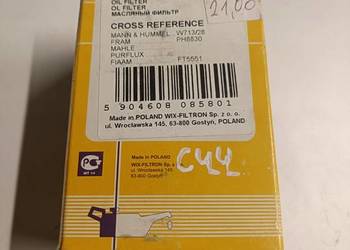 OIL FILTER
OL FILTER
МАСЛЯНЫЙ ФИЛЬТР
21,00
CROSS REFERENCE
MANN & HUMMEL W713/28
FRAM PH8830
MAHLE
PURFLUX
FIAAM FT5551
5 904608 085801
Made in POLAND WIX-FILTRON Sp. z o. o.
ul. Wrocławska 145, 63-800 Gostyń, POLAND
Made in POLAND
WIX-FILTRON Sp. z o.o.
ul. Wrocławska 145,
63-800 Gostyń
C44